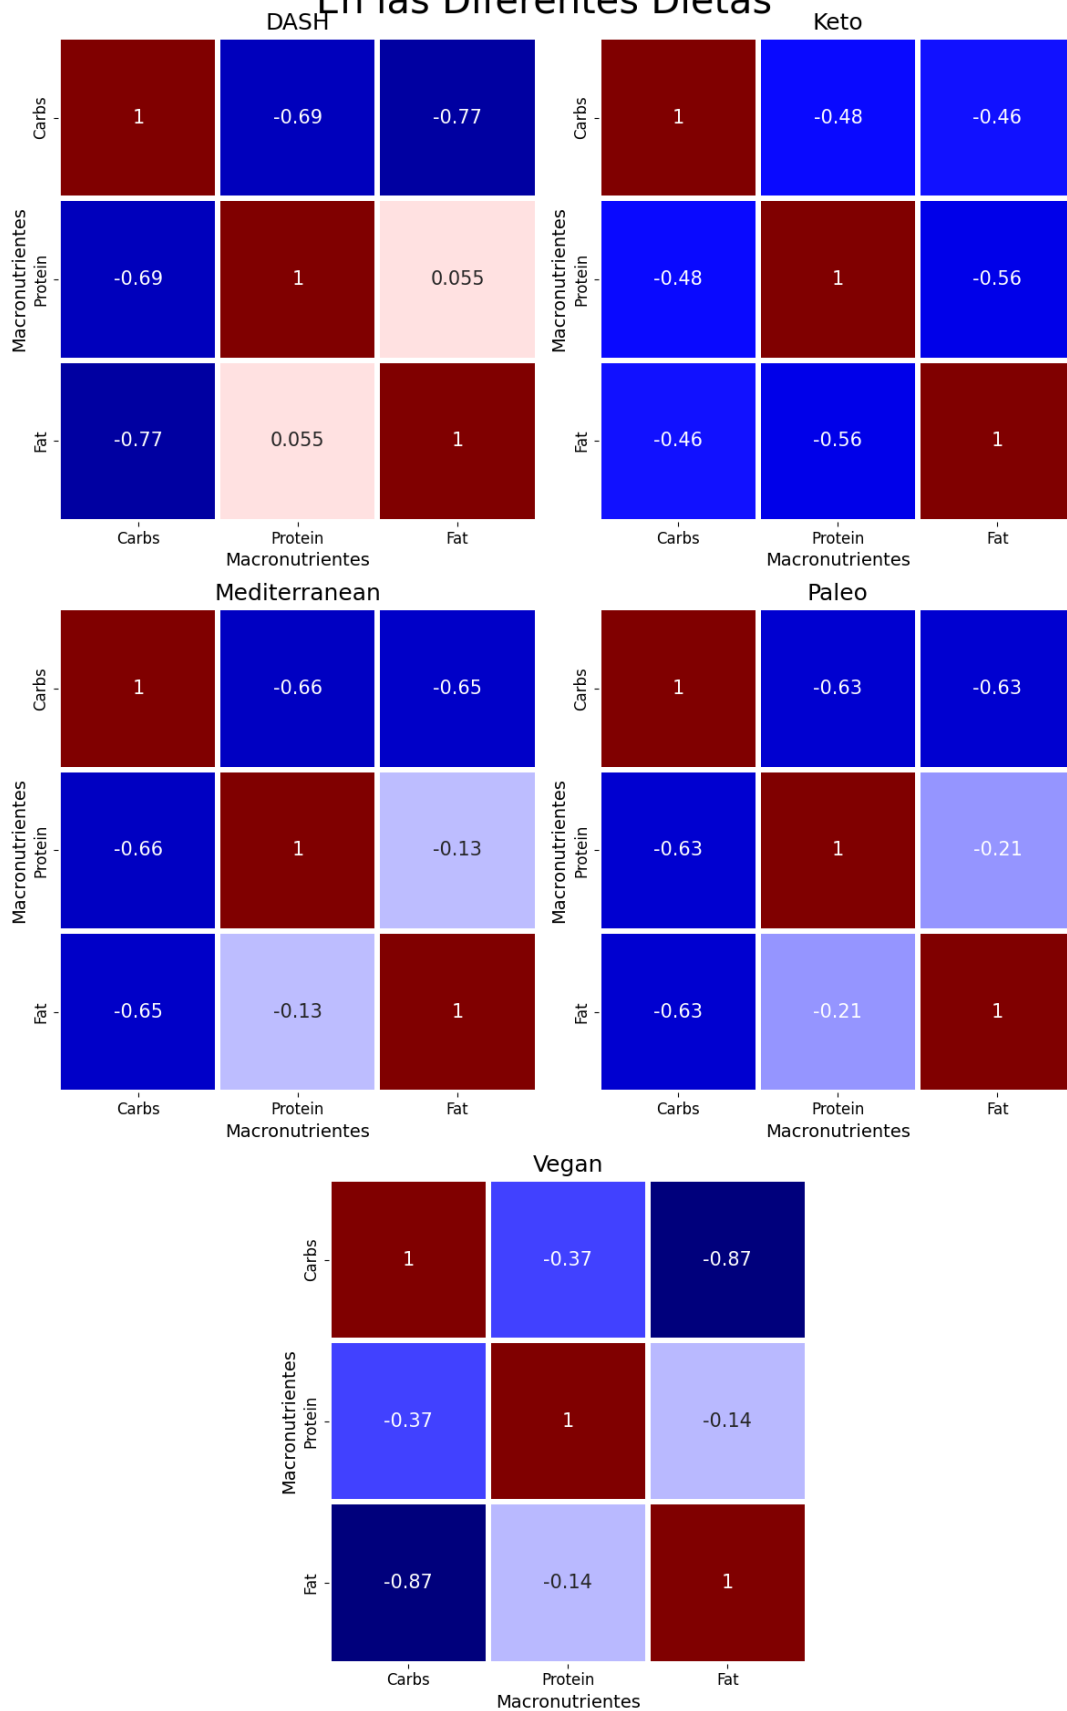 En las Diferentes Dietas
DASH
Carbs
1
-0.69
-0.77
Macronutrientes
Protein
-0.69
1
0.055
Fat
-0.77
0.055
1
Carbs Protein Fat
Macronutrientes
Keto
Carbs
1
-0.48
-0.46
Macronutrientes
Protein
-0.48
1
-0.56
Fat
-0.46
-0.56
1
Carbs Protein Fat
Macronutrientes
Mediterranean
Carbs
1
-0.66
-0.65
Macronutrientes
Protein
-0.66
1
-0.13
Fat
-0.65
-0.13
1
Carbs Protein Fat
Macronutrientes
Paleo
Carbs
1
-0.63
-0.63
Macronutrientes
Protein
-0.63
1
-0.21
Fat
-0.63
-0.21
1
Carbs Protein Fat
Macronutrientes
Vegan
Carbs
1
-0.37
-0.87
Macronutrientes
Protein
-0.37
1
-0.14
Fat
-0.87
-0.14
1
Carbs Protein Fat
Macronutrientes